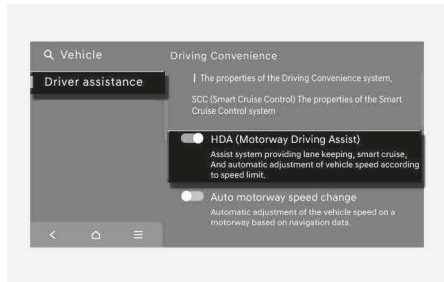 Vehicle
Driver assistance
Driving Convenience
The properties of the Driving Convenience system,
SCC (Smart Cruise Control) The properties of the Smart
Cruise Control system
HDA (Motorway Driving Assist)
Assist system providing lane keeping, smart cruise,
And automatic adjustment of vehicle speed according
to speed limit.
Auto motorway speed change
Automatic adjustment of the vehicle speed on a
motorway based on navigation data,